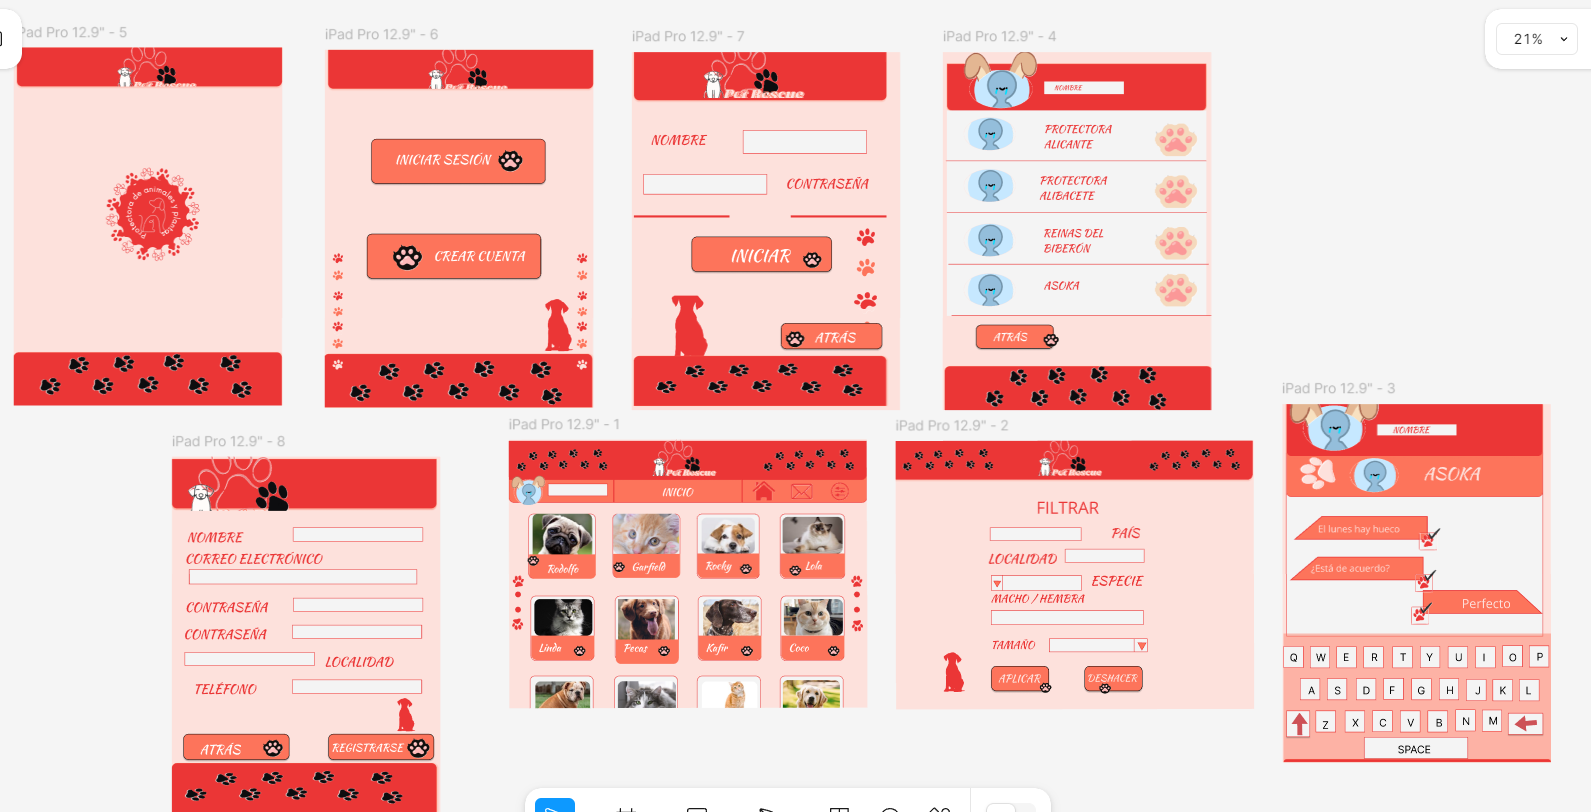 iPad Pro 12.9" - 5
Pet Rescue
Protectora de animales y plantas
iPad Pro 12.9" - 6
Pet Rescue
INICIAR SESIÓN
CREAR CUENTA
iPad Pro 12.9" - 7
Pet Rescue
NOMBRE
CONTRASEÑA
INICIAR
ATRÁS
iPad Pro 12.9" - 4
NOMBRE
PROTECTORA
ALICANTE
PROTECTORA
ALIBACETE
REINAS DEL
BIBERÓN
ASOKA
ATRÁS
21%
iPad Pro 12.9" - 8
NOMBRE
CORREO ELECTRÓNICO
CONTRASEÑA
CONTRASEÑA
LOCALIDAD
TELÉFONO
ATRÁS
REGISTRARSE
iPad Pro 12.9" - 1
Pet Rescue
INICIO
Rodolfo
Garfield
Rocky
Lola
Linda
Pecas
Kafir
Coco
iPad Pro 12.9" - 2
Pet Rescue
FILTRAR
PAÍS
LOCALIDAD
ESPECIE
MACHO / HEMBRA
TAMAÑO
APLICAR
DESHACER
iPad Pro 12.9" - 3
NOMBRE
ASOKA
El lunes hay hueco
¿Está de acuerdo?
Perfecto
Q W E R T Y U I O P
A S D F G H J K L
Z X C V B N M
SPACE